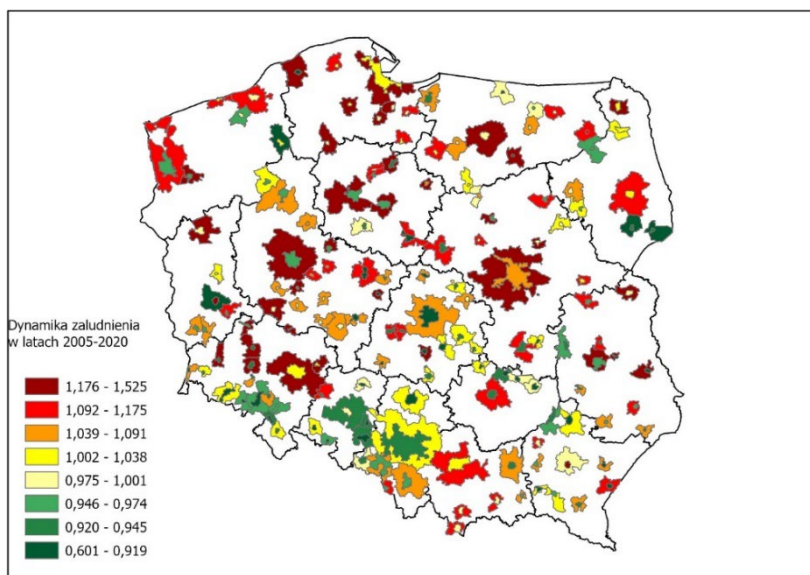 Dynamika zaludnienia
w latach 2005-2020
1,176 - 1,525
1,092 - 1,175
1,039 - 1,091
1,002 - 1,038
0,975 - 1,001
0,946 - 0,974
0,920 - 0,945
0,601 - 0,919